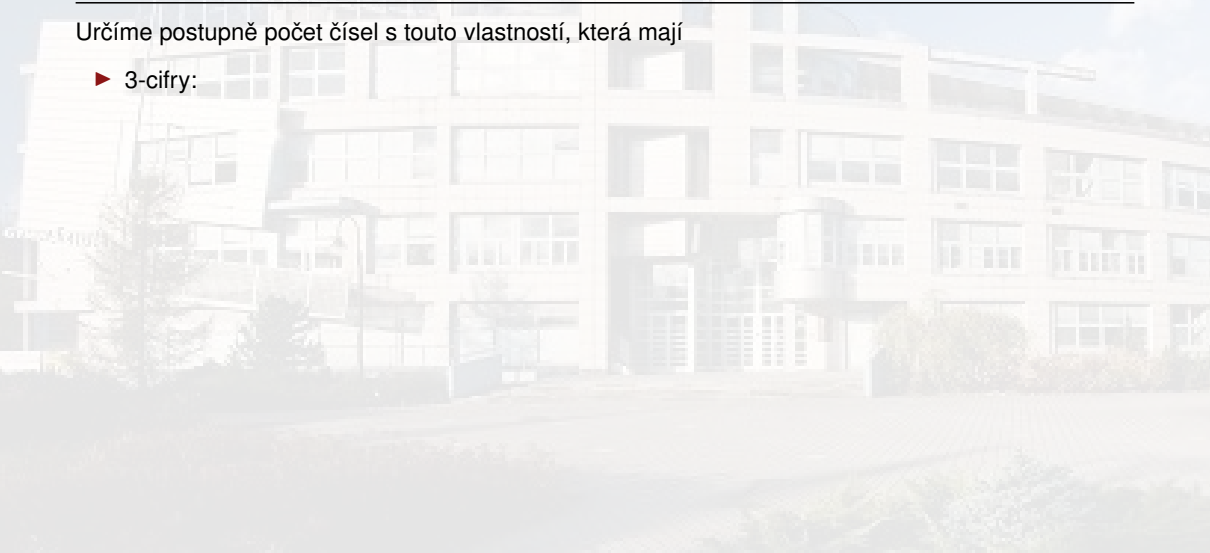 Určíme postupně počet čísel s touto vlastností, která mají
► 3-cifry: